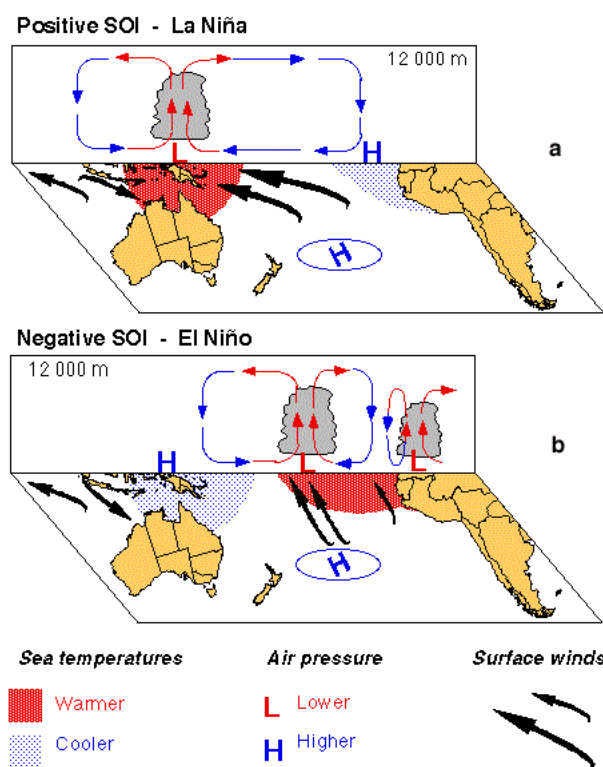 Positive SOI - La Niña
12 000 m
L
H
a
H
Negative SOI - El Niño
12 000 m
b
H
L
L
H
Sea temperatures Air pressure Surface winds
Warmer L Lower
Cooler H Higher